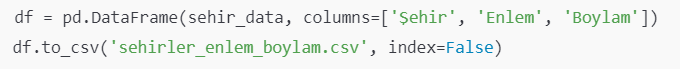 df = pd.DataFrame(sehir_data, columns=['Şehir', 'Enlem', 'Boylam'])
df.to_csv('sehirler_enlem_boylam.csv', index=False)